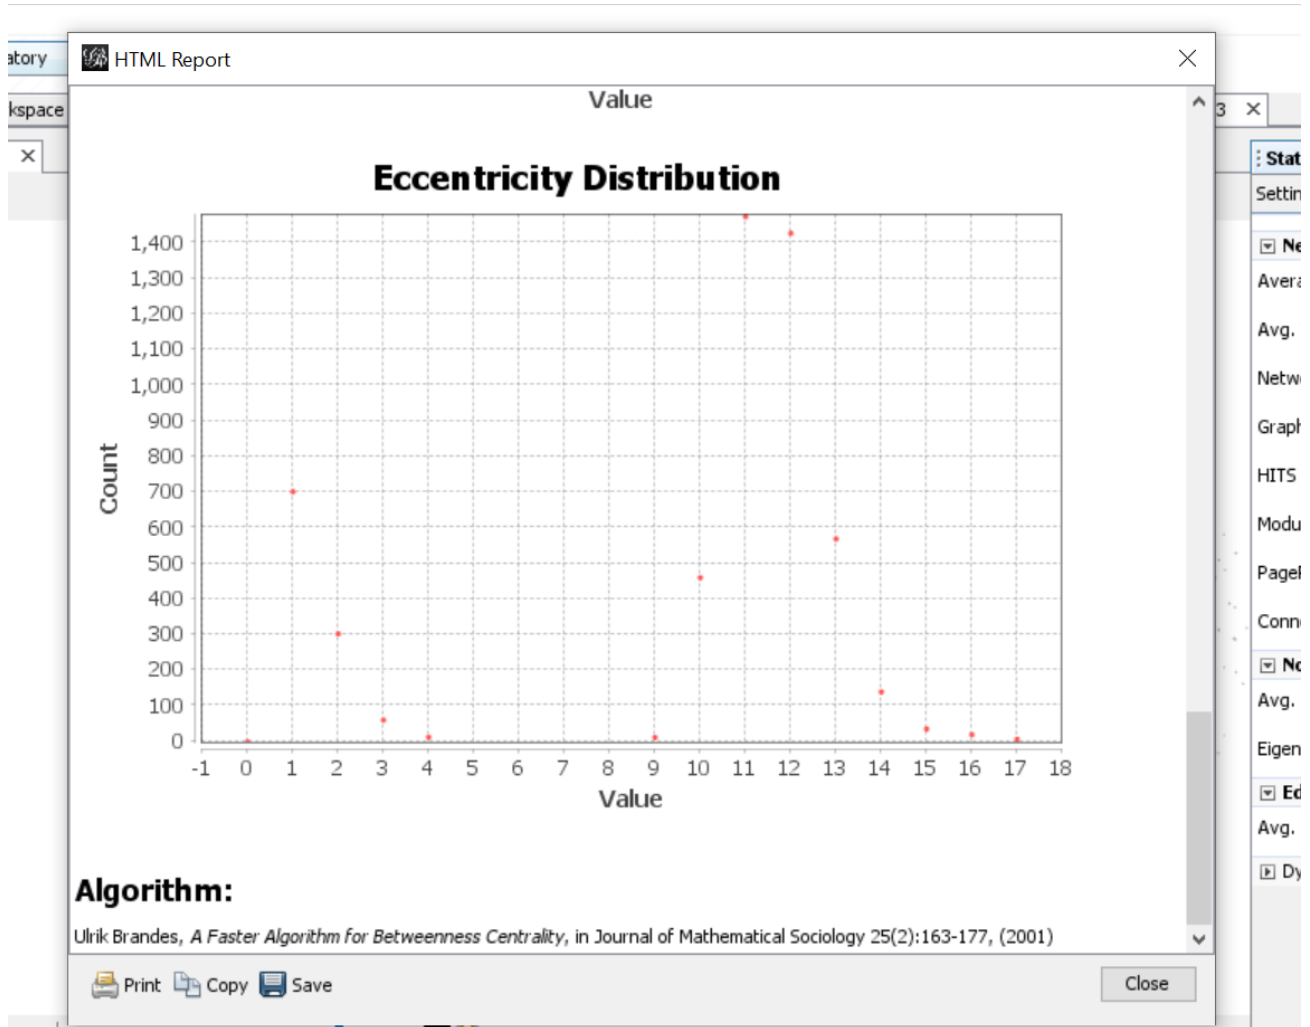 HTML Report
atory
Value
kspace
3
Eccentricity Distribution
Stat
Settin
1,400
1,300
1,200
1,100
1,000
900
800
700
600
500
400
300
200
100
0
Count
-1 0 1 2 3 4 5 6 7 8 9 10 11 12 13 14 15 16 17 18
Value
Ne
Avera
Avg.
Netwo
Graph
HITS
Modu
PageR
Conne
No
Avg.
Eigen
Ed
Avg.
Dy
Algorithm:
Ulrik Brandes, A Faster Algorithm for Betweenness Centrality, in Journal of Mathematical Sociology 25(2):163-177, (2001)
Print Copy Save
Close